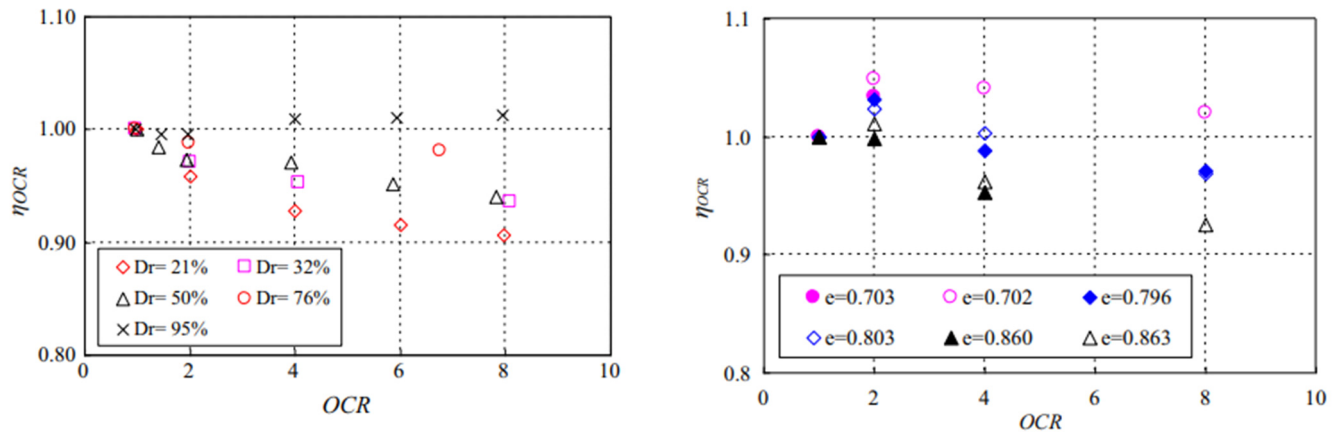 1.10
1.00
0.90
0.80
ηOCR
Dr= 21% Dr= 32%
Dr= 50% Dr= 76%
Dr= 95%
0 2 4 6 8 10
OCR
1.1
1.0
0.9
0.8
ηOCR
e=0.703 e=0.702 e=0.796
e=0.803 e=0.860 e=0.863
0 2 4 6 8 10
OCR